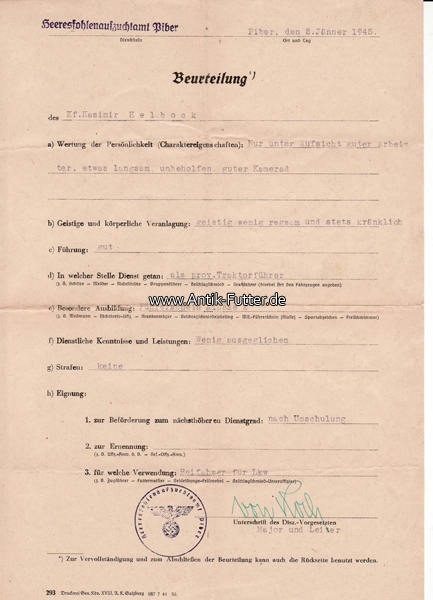 Heeresfohlenaufzuchtamt Piber
Dienststelle
Piber, den 8.Jänner 1945.
Ort und Tag
Beurteilung*)
des Kf.Kasimir Heilbock
a) Wertung der Persönlichkeit (Charaktereigenschaften): Nur unter Aufsicht guter Arbei-
ter, etwas langsam unbeholfen guter Kamerad
b) Geistige und körperliche Veranlagung: geistig wenig regsam und stets kränklich
c) Führung: gut
d) In welcher Stelle Dienst getan: als prov.Traktorführer
www.Antik-Futter.de
e) Besondere Ausbildung:
f) Dienstliche Kenntnisse und Leistungen: Wenig ausgeglichen
g) Strafen: keine
h) Eignung:
1. zur Beförderung zum nächsthöheren Dienstgrad: nach Umschulung
2. zur Ernennung:
3. für welche Verwendung: Beifahrer für Lkw
Heeresfohlenaufzuchtamt Piber
von Koch
Unterschrift des Disz.-Vorgesetzten
Major und Leiter
*) Zur Vervollständigung und zum Abschließen der Beurteilung kann auch die Rückseite benutzt werden.
293